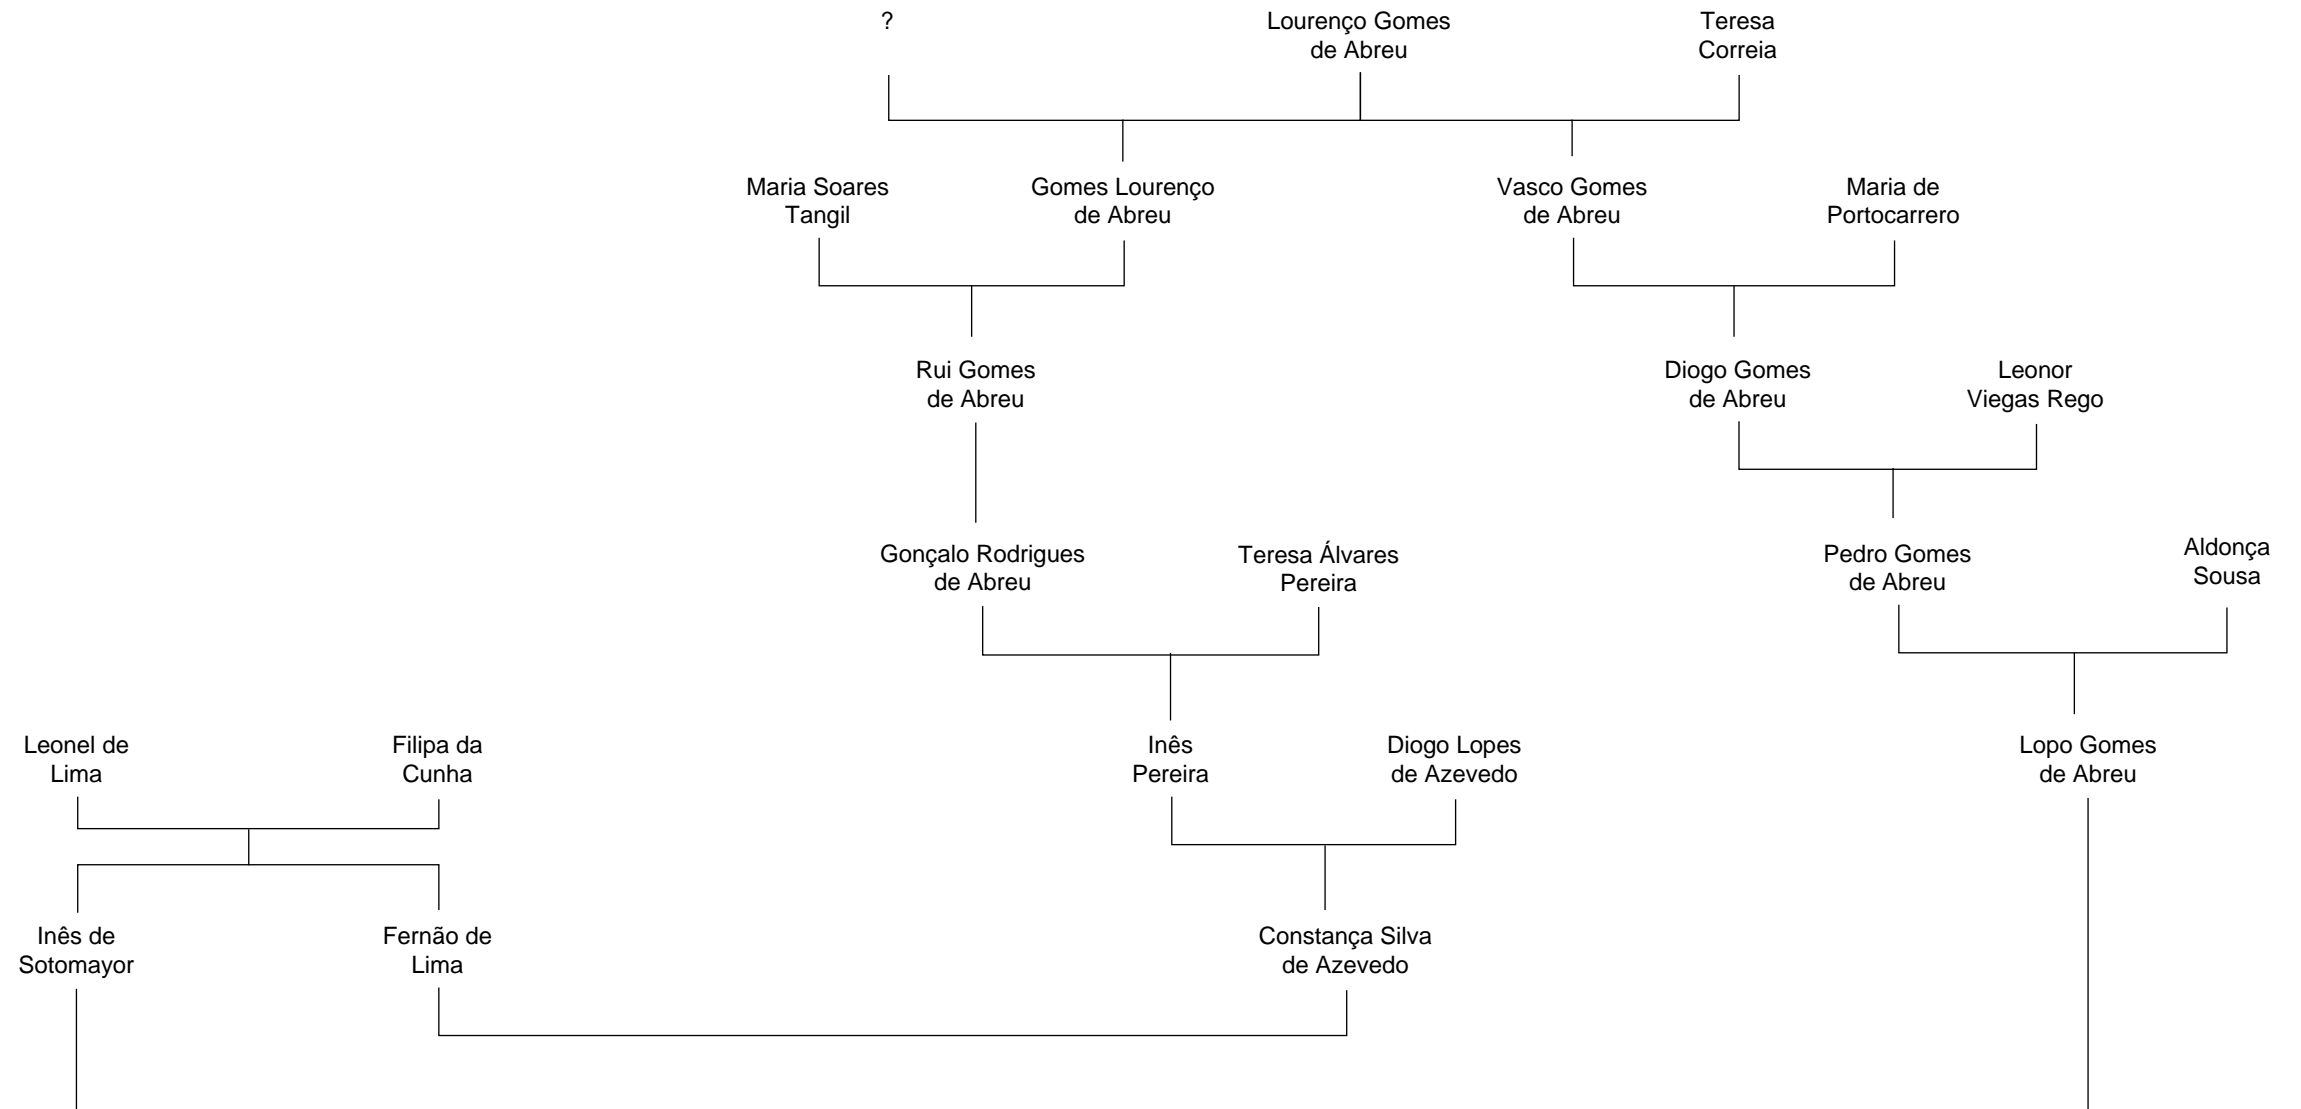 ?
Lourenço Gomes
de Abreu
Teresa
Correia
Maria Soares
Tangil
Gomes Lourenço
de Abreu
Vasco Gomes
de Abreu
Maria de
Portocarrero
Rui Gomes
de Abreu
Diogo Gomes
de Abreu
Leonor
Viegas Rego
Gonçalo Rodrigues
de Abreu
Teresa Álvares
Pereira
Pedro Gomes
de Abreu
Aldonça
Sousa
Leonel de
Lima
Filipa da
Cunha
Inês
Pereira
Diogo Lopes
de Azevedo
Lopo Gomes
de Abreu
Inês de
Sotomayor
Fernão de
Lima
Constança Silva
de Azevedo